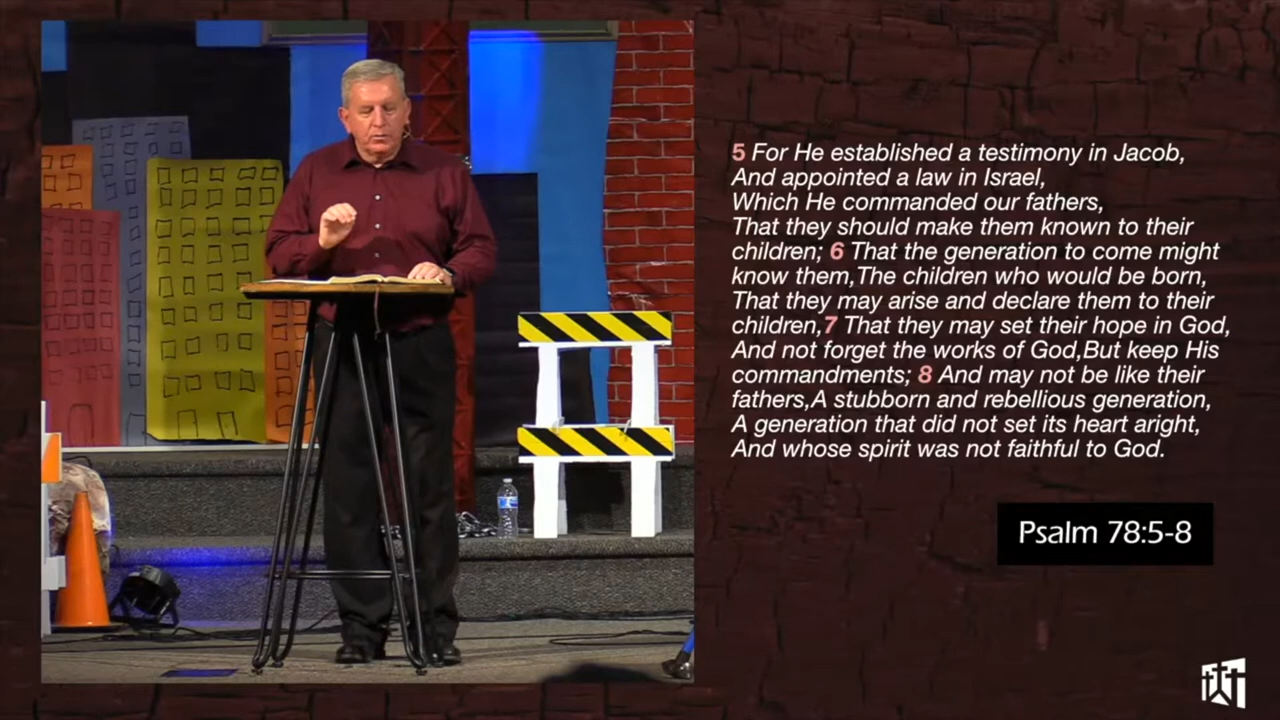 5 For He established a testimony in Jacob,
And appointed a law in Israel,
Which He commanded our fathers,
That they should make them known to their
children; 6 That the generation to come might
know them,The children who would be born,
That they may arise and declare them to their
children,7 That they may set their hope in God,
And not forget the works of God,But keep His
commandments; 8 And may not be like their
fathers,A stubborn and rebellious generation,
A generation that did not set its heart aright,
And whose spirit was not faithful to God.
Psalm 78:5-8